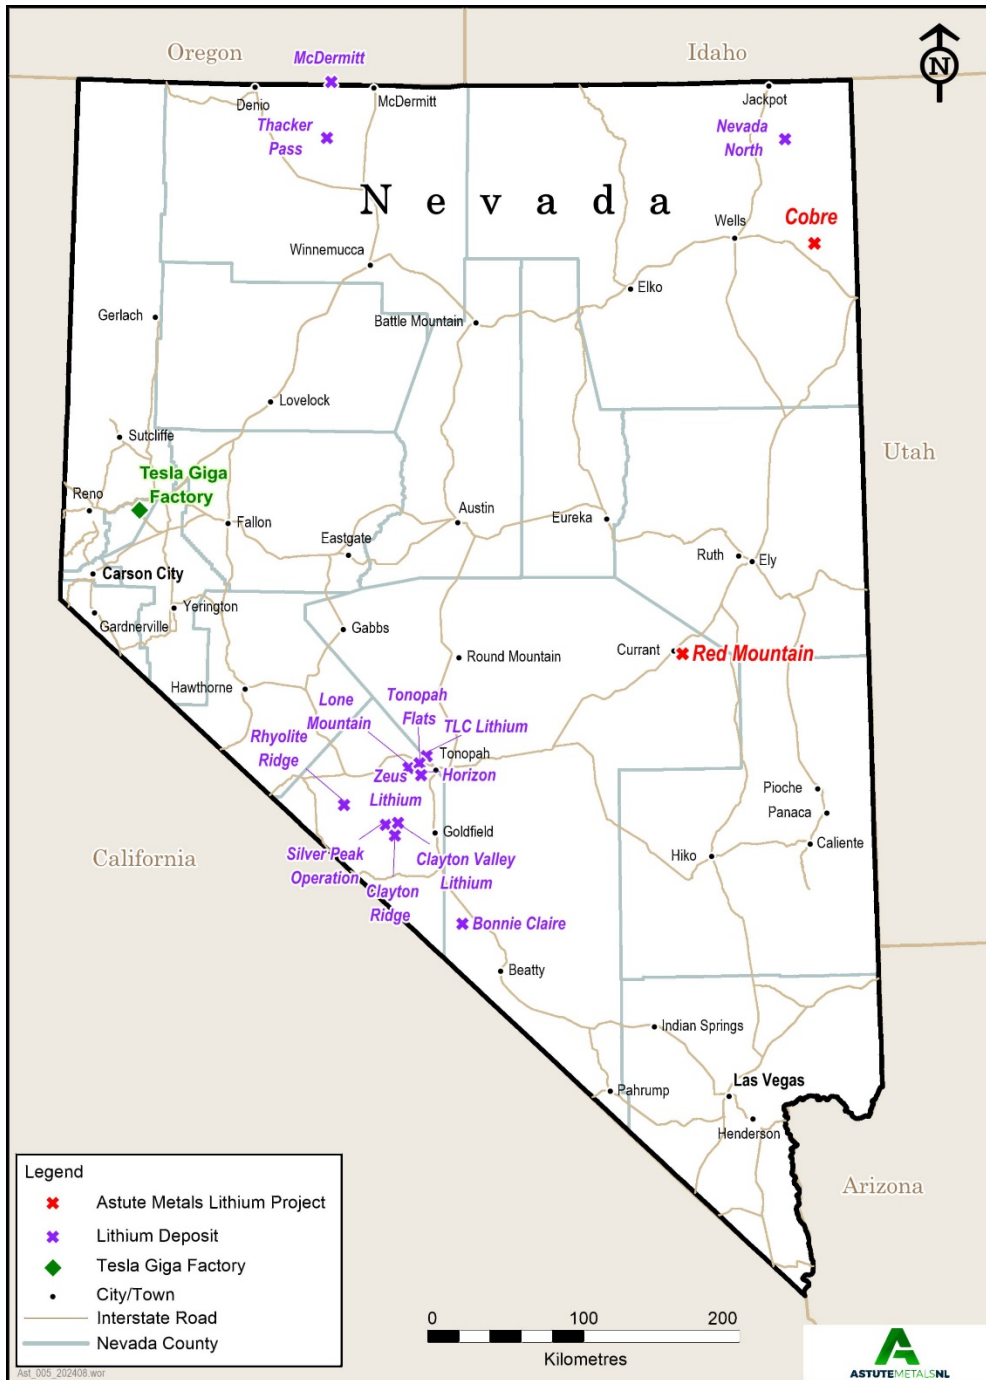 Oregon
McDermitt
Idaho
N
Denio
McDermitt
Jackpot
Thacker
Pass
Nevada
North
Nevada
Cobre
Wells
Winnemucca
Elko
Gerlach
Battle Mountain
Lovelock
Sutcliffe
Utah
Tesla Giga
Factory
Reno
Fallon
Austin
Eureka
Eastgate
Ruth
Ely
Carson City
Yerington
Gardnerville
Gabbs
Currant
Red Mountain
Round Mountain
Hawthorne
Lone
Mountain
Tonopah
Flats
TLC Lithium
Rhyolite
Ridge
Tonopah
Zeus
Lithium
Horizon
Pioche
Panaca
Goldfield
Caliente
California
Silver Peak
Operation
Clayton Valley
Lithium
Hiko
Clayton
Ridge
Bonnie Claire
Beatty
Indian Springs
Las Vegas
Pahrump
Henderson
Arizona
Legend
Astute Metals Lithium Project
Lithium Deposit
Tesla Giga Factory
City/Town
Interstate Road
Nevada County
Ast_005_202408.wor
0 100 200
Kilometres
ASTUTEMETALSNL